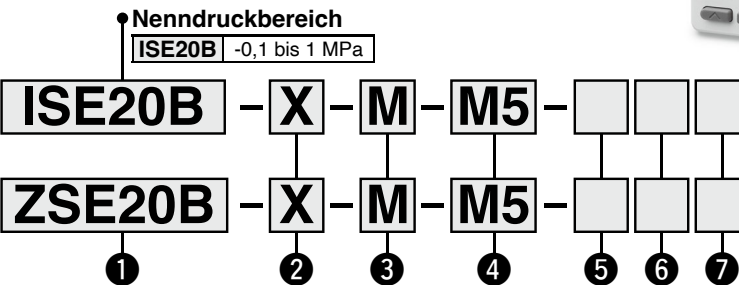 Nenndruckbereich
ISE20B -0,1 bis 1 MPa
ISE20B - X - M - M5 -
ZSE20B - X - M - M5 -
1 2 3 4 5 6 7